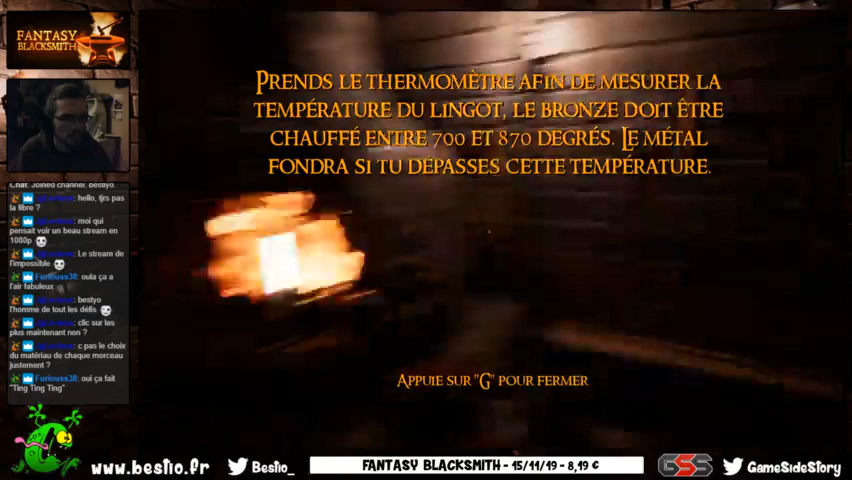 FANTASY
BLACKSMITH
PRENDS LE THERMOMÈTRE AFIN DE MESURER LA
TEMPÉRATURE DU LINGOT, LE BRONZE DOIT ÊTRE
CHAUFFÉ ENTRE 700 ET 870 DEGRÉS. LE MÉTAL
FONDRA SI TU DÉPASSES CETTE TEMPÉRATURE.
Chat: Joined channel: bestyo.
: hello, tjrs pas
la fibre ?
: moi qui
pensait voir un beau stream en
1080p
: Le stream de
l'impossible
Furiouss38: oula ça a
l'air fabuleux
: bestyo
l'homme de tout les défis
: clic sur les
plus maintenant non ?
: c pas le choix
du matériau de chaque morceau
justement ?
Furiouss38: oui ça fait
"Ting Ting Ting"
APPUIE SUR "G" POUR FERMER
www.bestio.fr
Bestio_
FANTASY BLACKSMITH - 15/11/19 - 8,19 €
GSS
GameSideStory